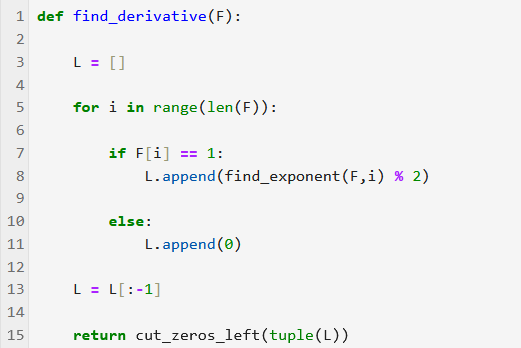 1 def find_derivative(F):
2
3     L = []
4
5     for i in range(len(F)):
6
7         if F[i] == 1:
8             L.append(find_exponent(F,i) % 2)
9
10         else:
11             L.append(0)
12
13     L = L[:-1]
14
15     return cut_zeros_left(tuple(L))